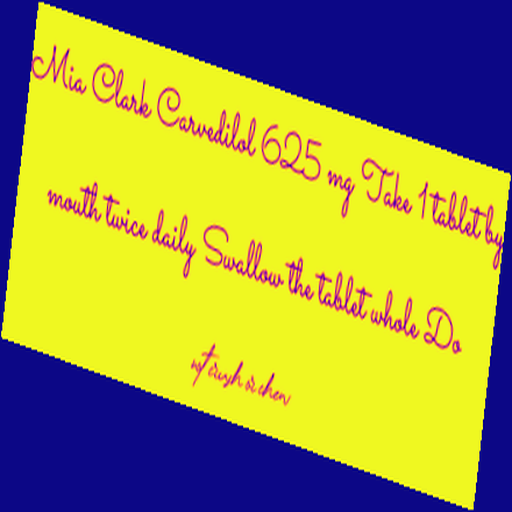 Mia Clark Carvedilol 625 mg Take 1 tablet by
mouth twice daily Swallow the tablet whole Do
not crush or chew